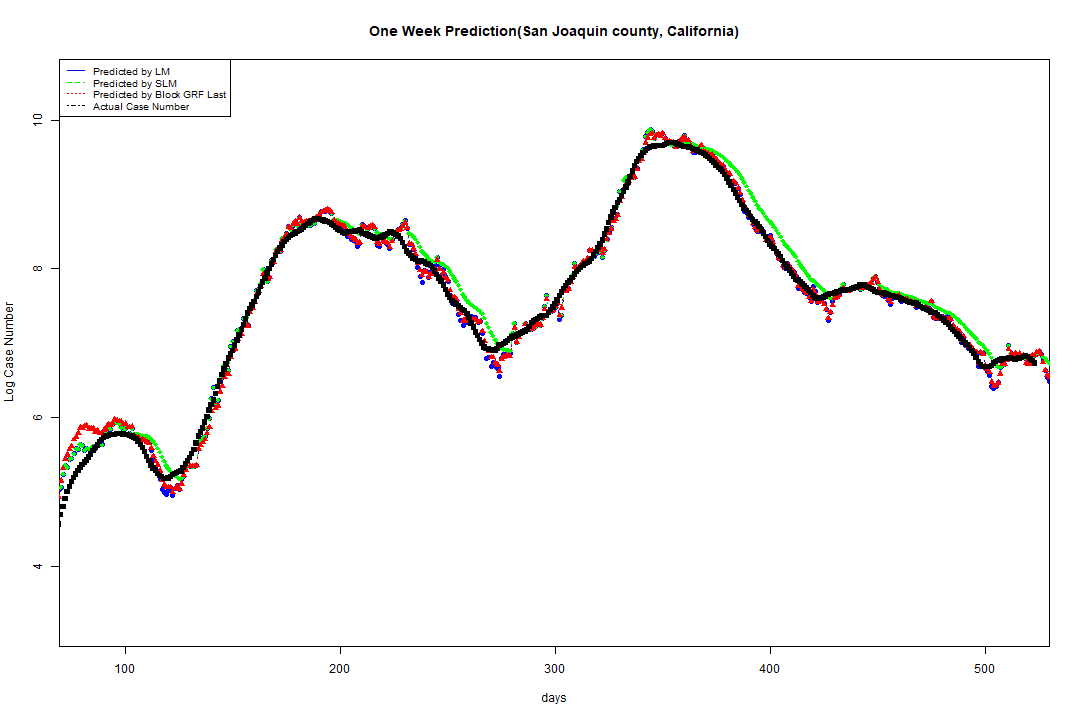 One Week Prediction(San Joaquin county, California)
Predicted by LM
Predicted by SLM
Predicted by Block GRF Last
Actual Case Number
Log Case Number
10
8
6
4
100 200 300 400 500
days